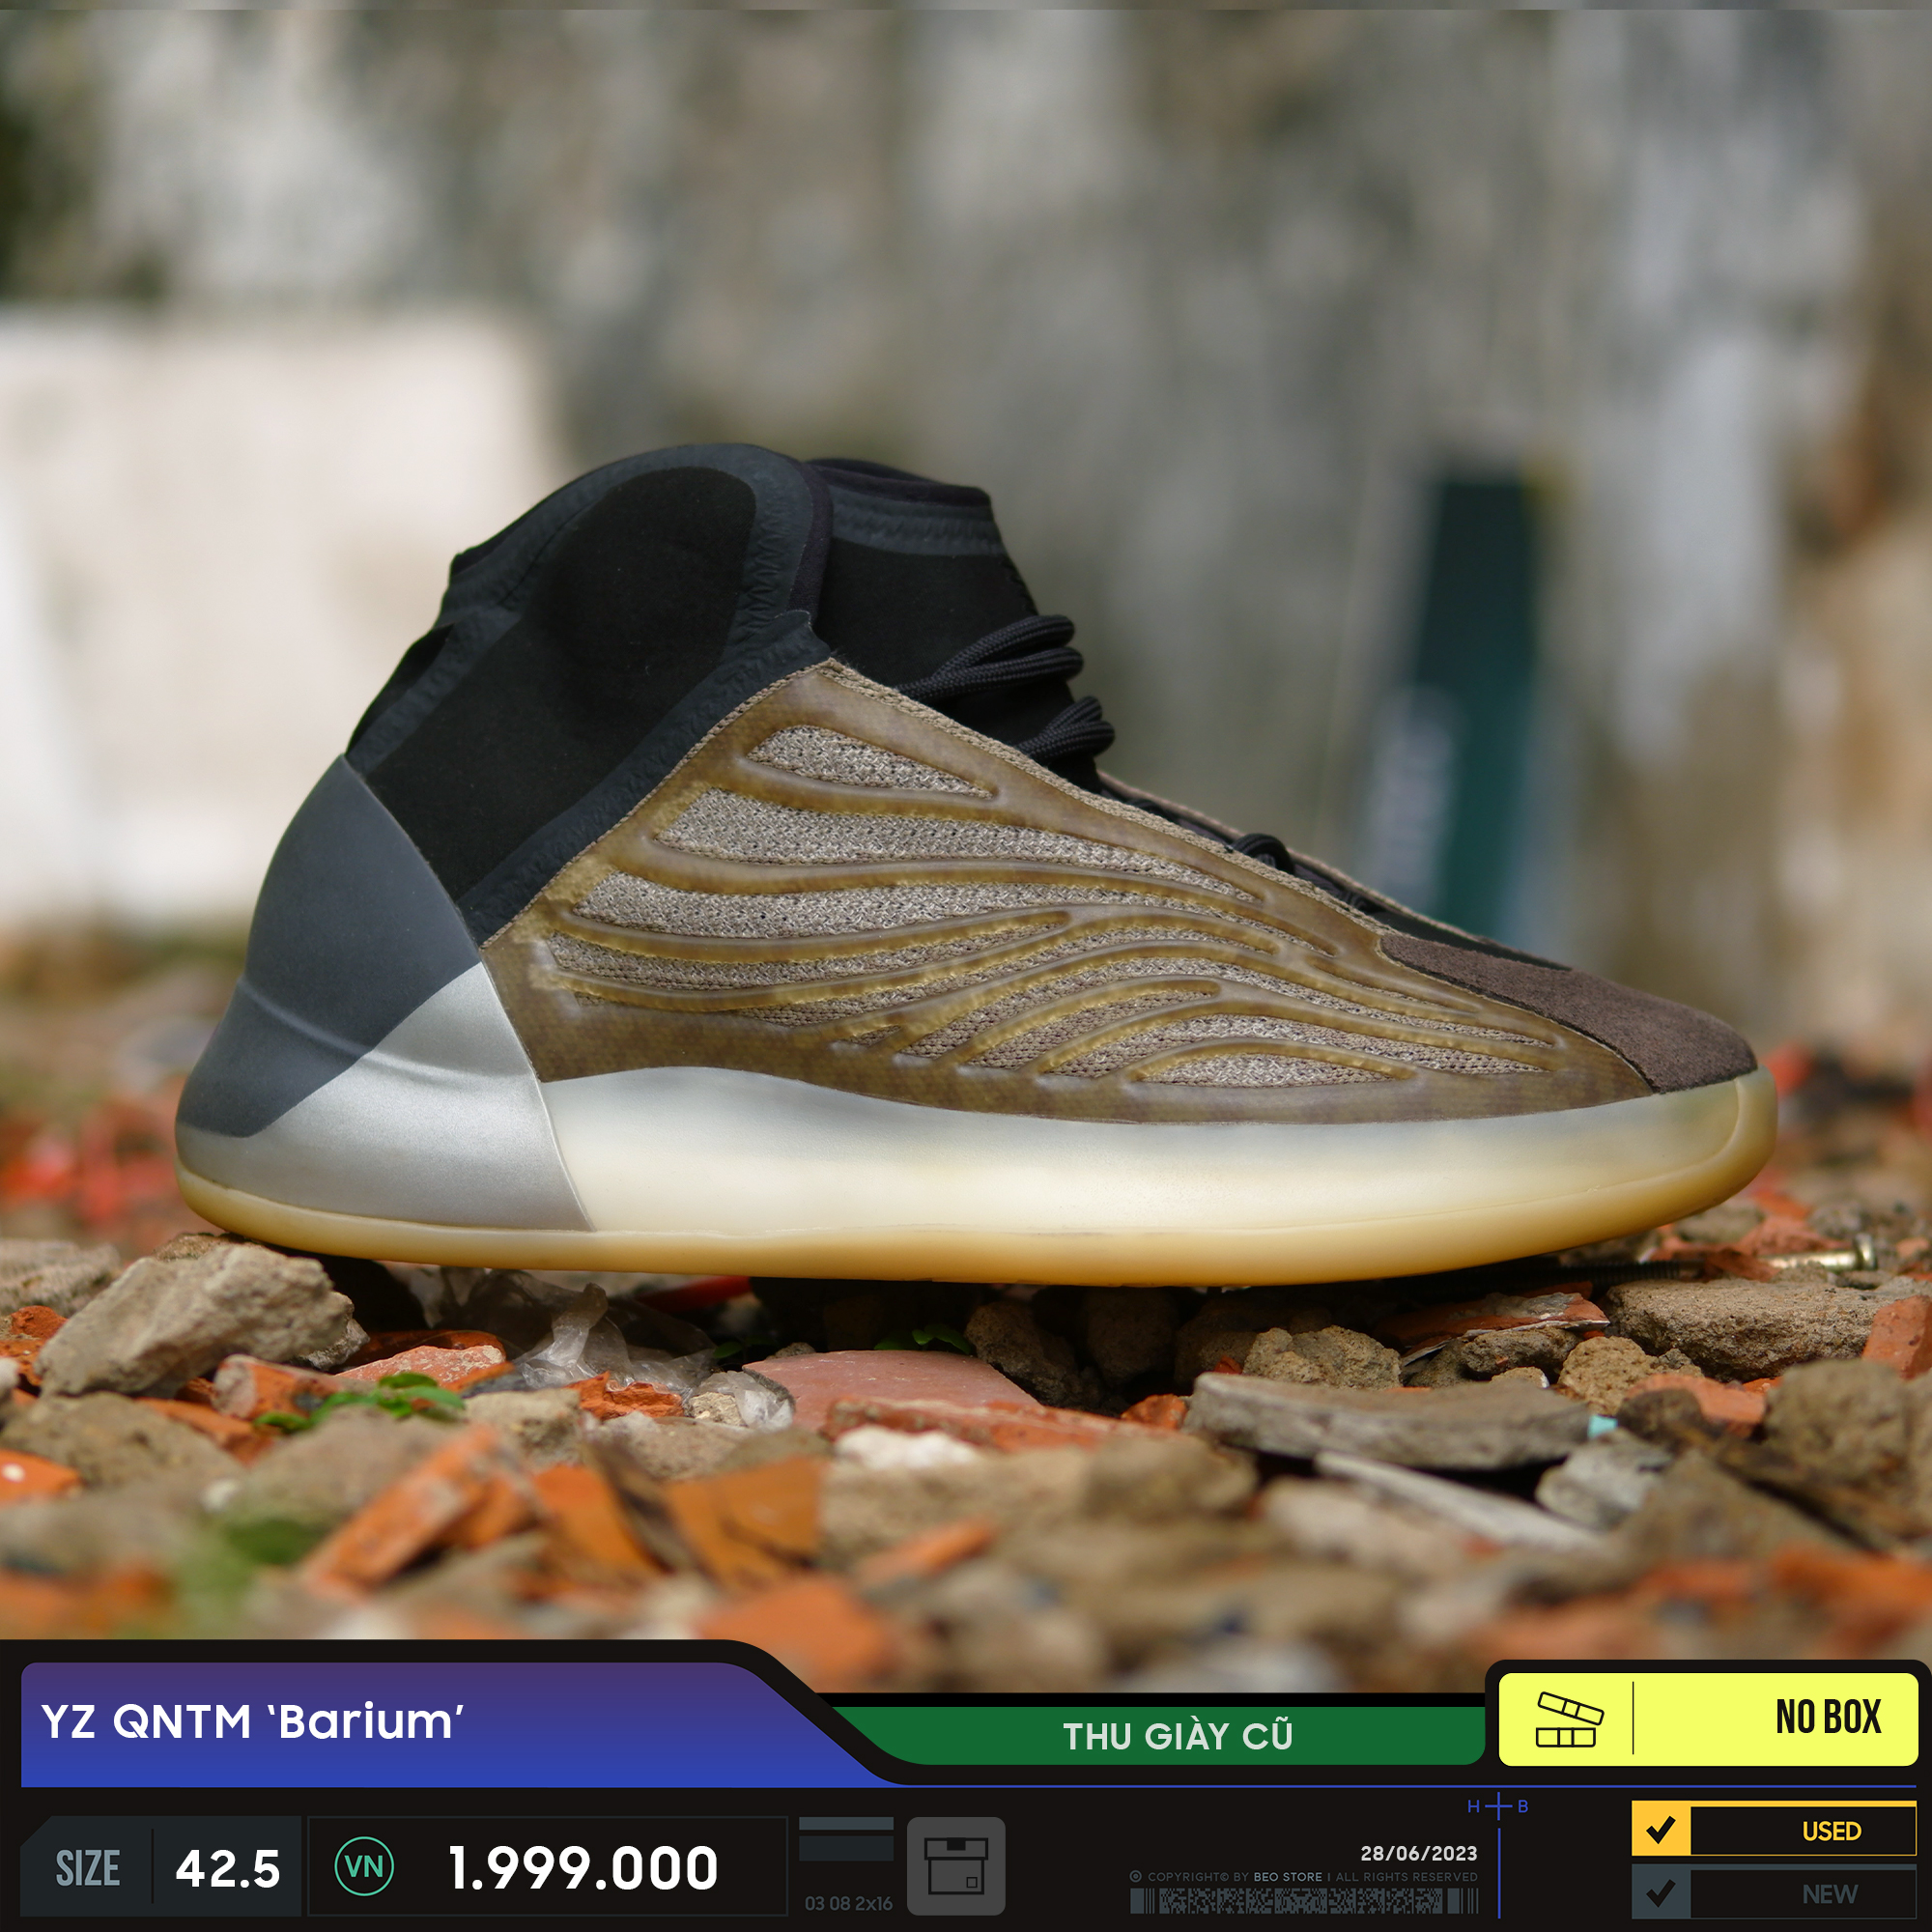 YZ QNTM ‘Barium’
THU GIÀY CŨ
NO BOX
H B
SIZE 42.5
VN 1.999.000
03 08 2x16
28/06/2023
COPYRIGHT© BY BEO STORE | ALL RIGHTS RESERVED
USED
NEW